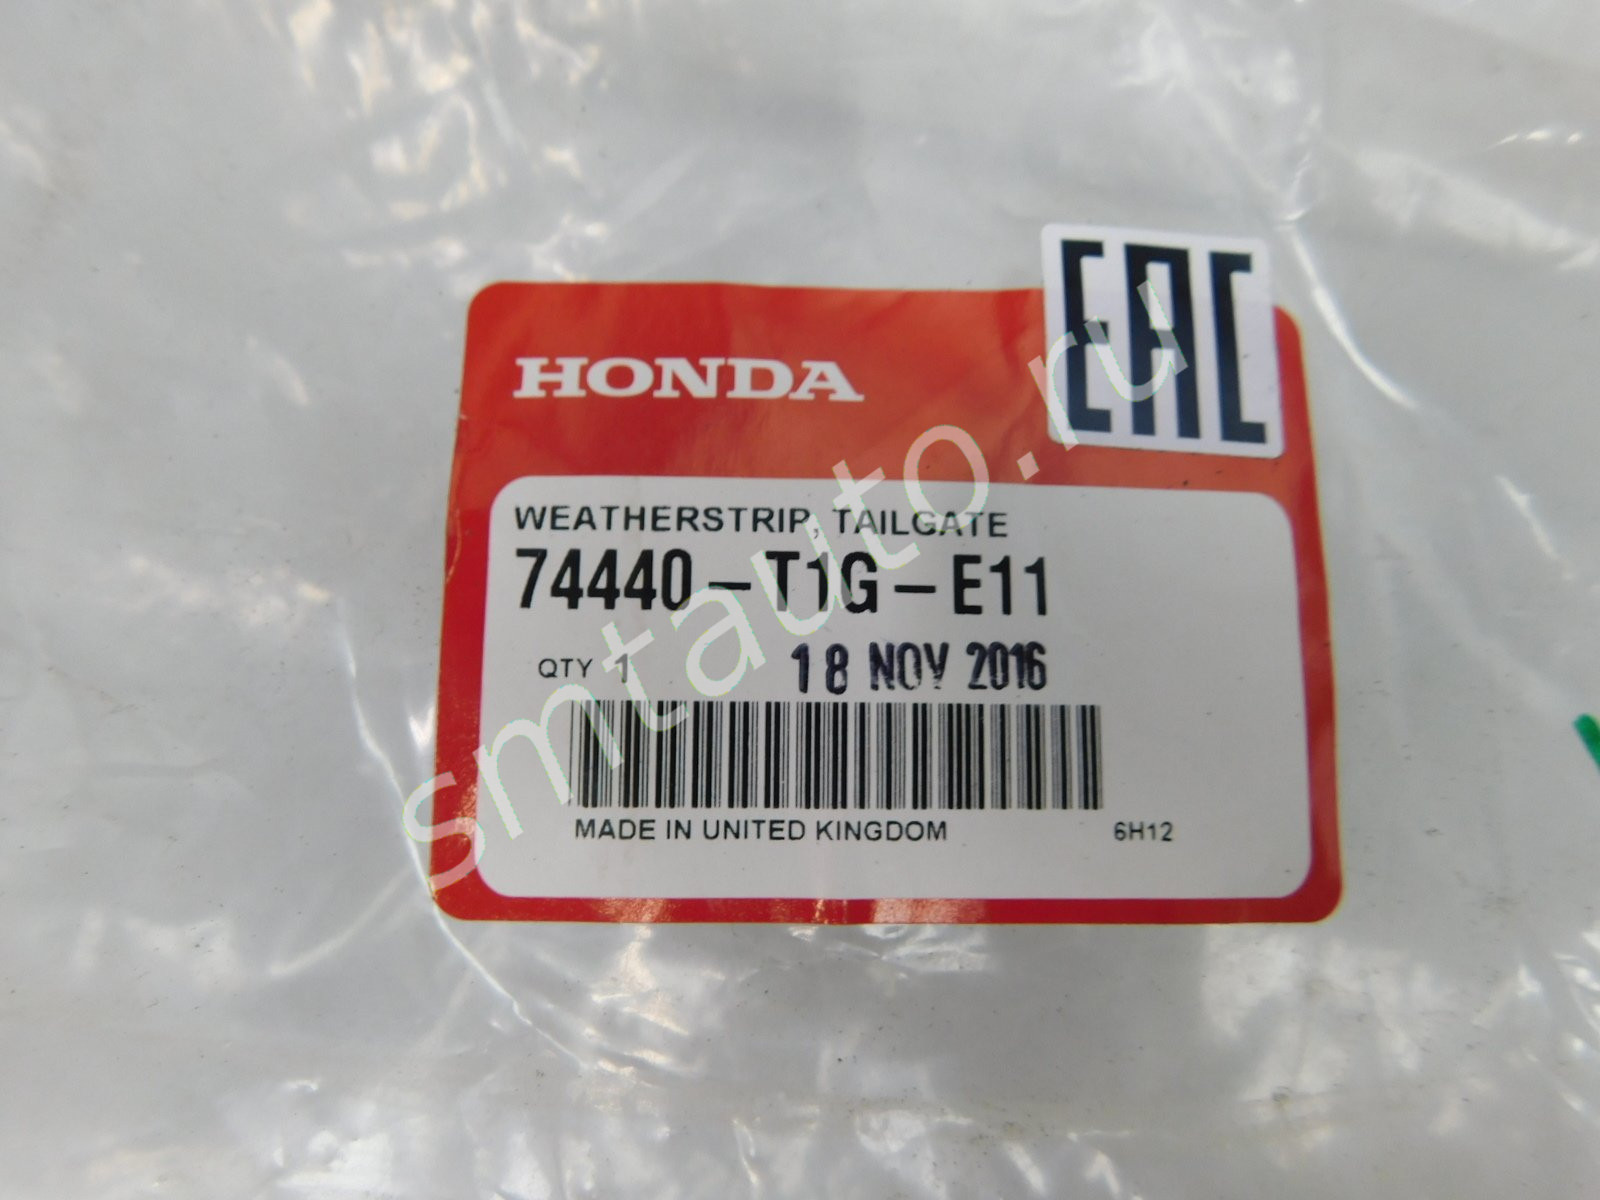 EAC
HONDA
WEATHERSTRIP, TAILGATE
74440-T1G-E11
QTY 1 18 NOV 2016
MADE IN UNITED KINGDOM 6H12
smtauto.ru